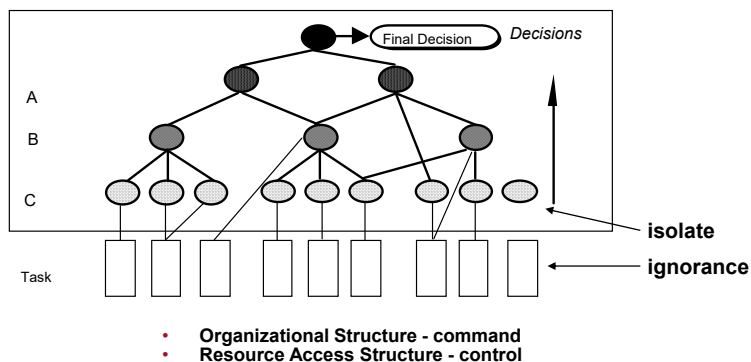 Final Decision
Decisions
A
B
C
isolate
ignorance
Task
• Organizational Structure - command
• Resource Access Structure - control